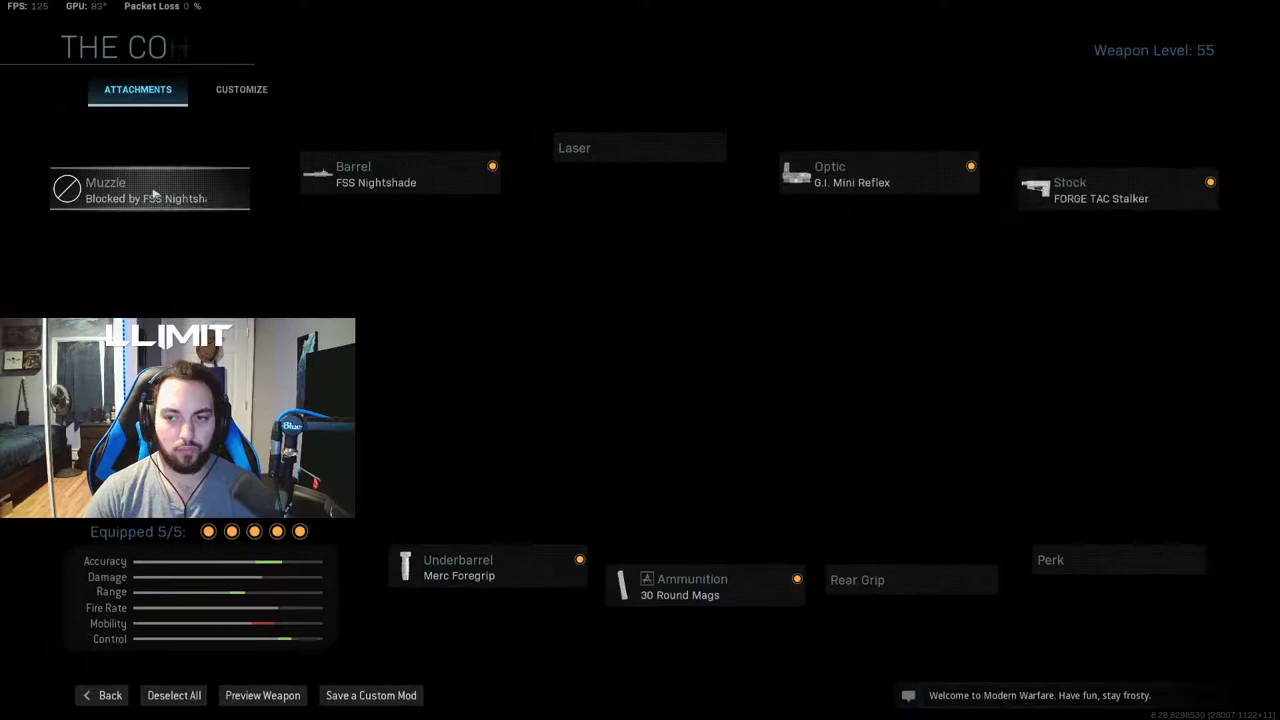 FPS: 125 GPU: 83° Packet Loss 0 %
THE CO
Weapon Level: 55
ATTACHMENTS CUSTOMIZE
Muzzle
Blocked by FSS Nightsh
Barrel
FSS Nightshade
Laser
Optic
G.I. Mini Reflex
Stock
FORGE TAC Stalker
LLIMIT
Blue
Equipped 5/5:
Accuracy
Damage
Range
Fire Rate
Mobility
Control
Underbarrel
Merc Foregrip
Ammunition
30 Round Mags
Rear Grip
Perk
Back Deselect All Preview Weapon Save a Custom Mod
Welcome to Modern Warfare. Have fun, stay frosty.